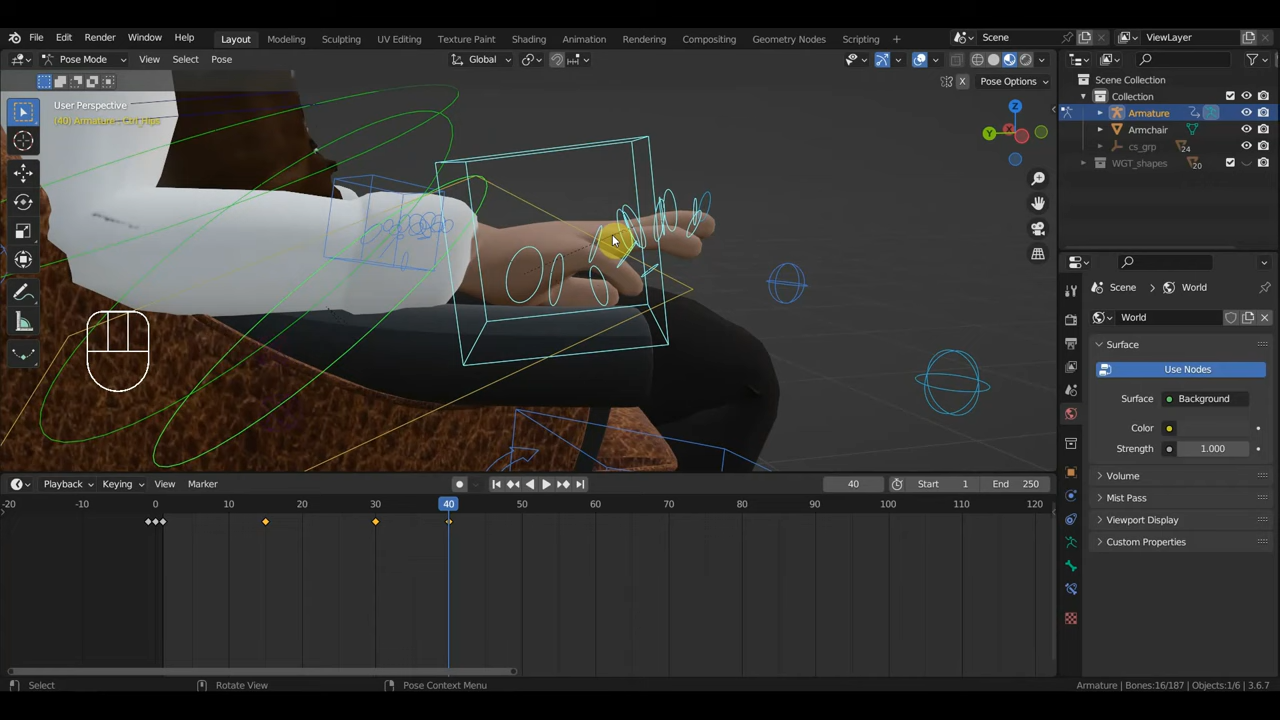 File Edit Render Window Help Layout Modeling Sculpting UV Editing Texture Paint Shading Animation Rendering Compositing Geometry Nodes Scripting + Scene ViewLayer
Pose Mode View Select Pose Global
X Pose Options
Scene Collection
Collection
Armature
Armchair
cs_grp 24
WGT_shapes 20
User Perspective
(40) Armature : Ctrl_Hips
Z
Y
X
Scene > World
World
Surface
Use Nodes
Surface Background
Color
Strength 1.000
Volume
Mist Pass
Viewport Display
Custom Properties
Playback Keying View Marker 40 Start 1 End 250
-20 -10 0 10 20 30 40 50 60 70 80 90 100 110 120
Select Rotate View Pose Context Menu Armature | Bones:16/187 | Objects:1/6 | 3.6.7